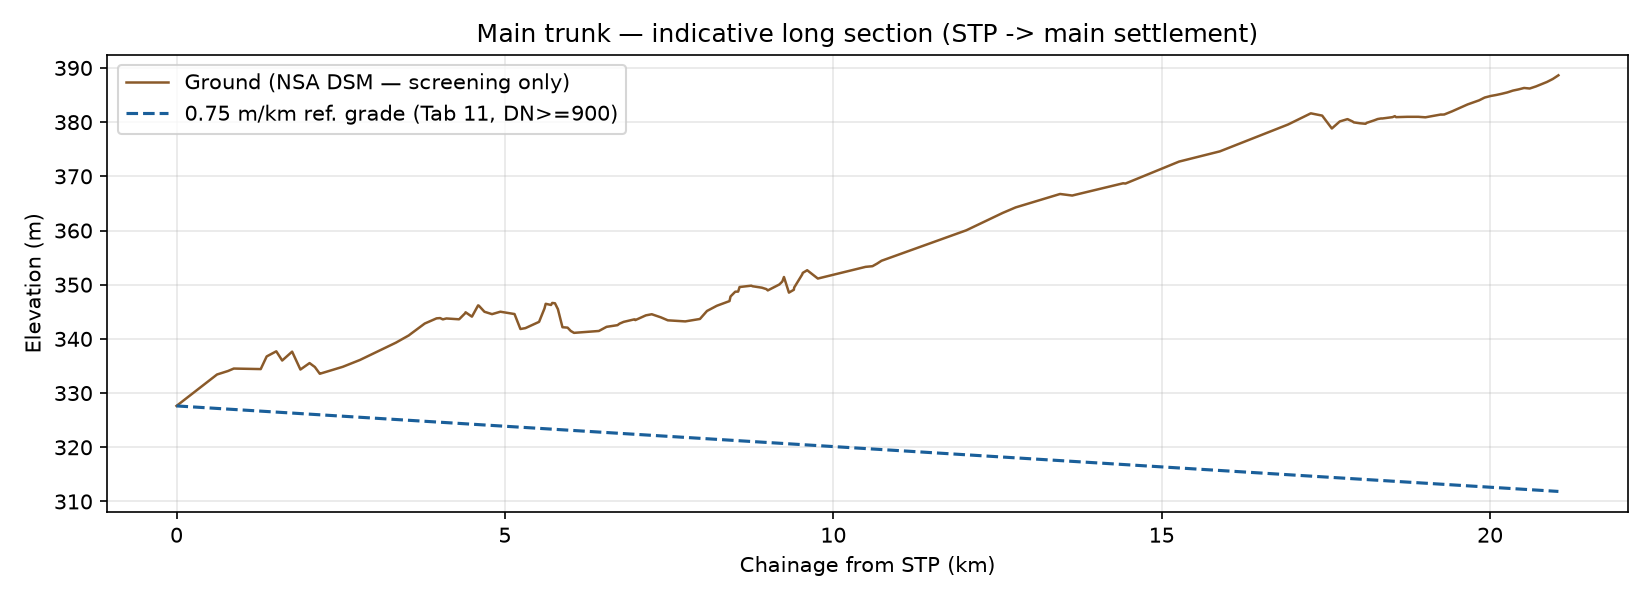 Main trunk — indicative long section (STP -> main settlement)
Ground (NSA DSM — screening only)
0.75 m/km ref. grade (Tab 11, DN>=900)
Elevation (m)
390
380
370
360
350
340
330
320
310
0 5 10 15 20
Chainage from STP (km)